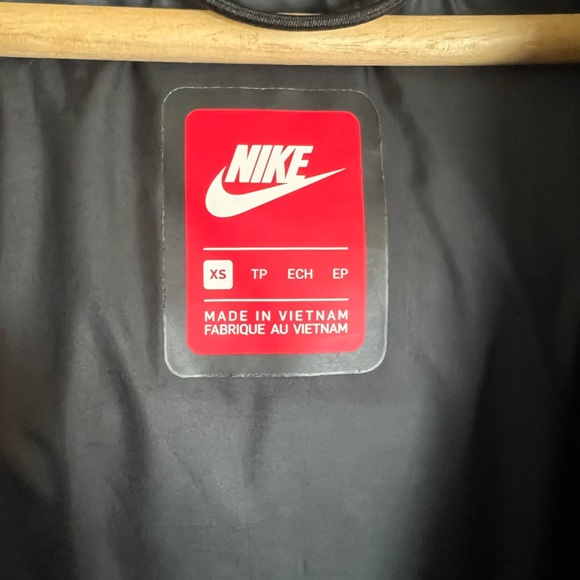 NIKE
XS TP ECH EP
MADE IN VIETNAM
FABRIQUE AU VIETNAM